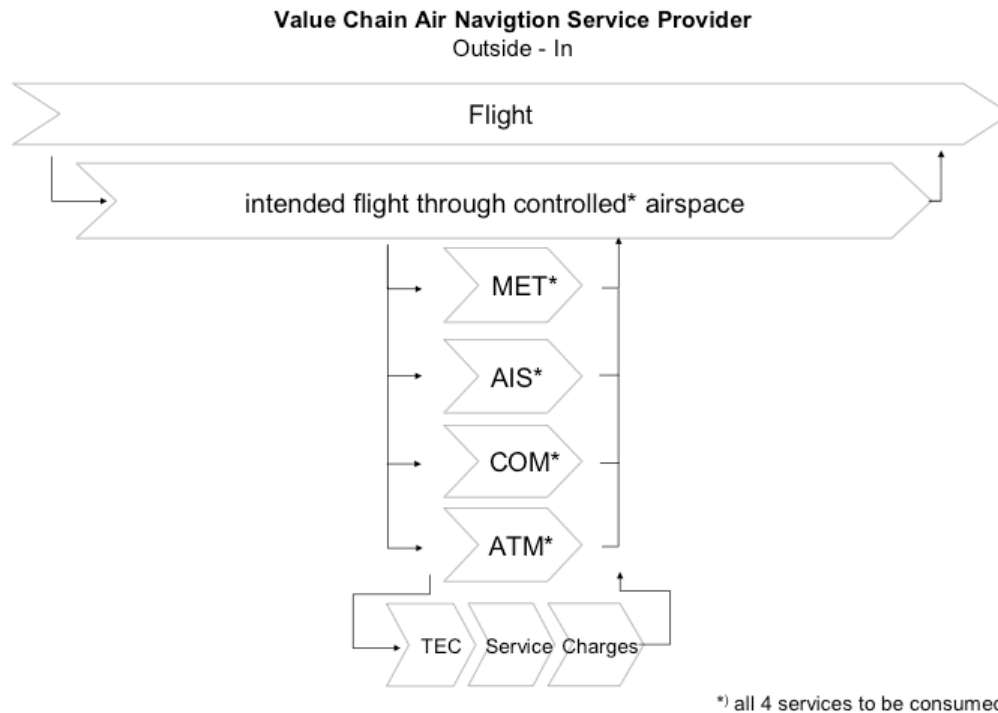 Value Chain Air Navigtion Service Provider
Outside - In
Flight
intended flight through controlled* airspace
MET*
AIS*
COM*
ATM*
TEC Service Charges
*) all 4 services to be consumed